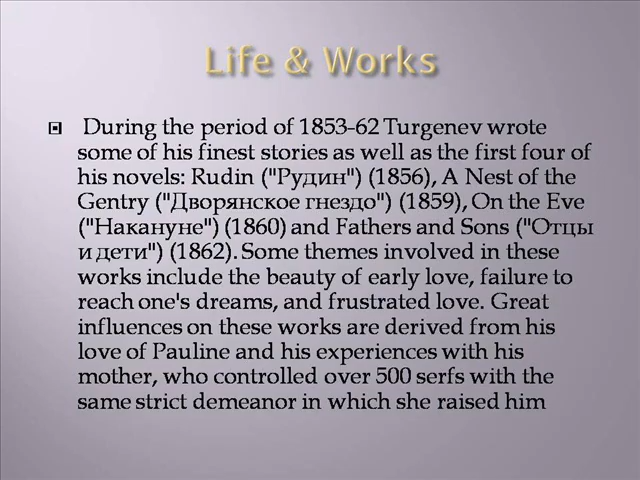 Life & Works
During the period of 1853-62 Turgenev wrote
some of his finest stories as well as the first four of
his novels: Rudin ("Рудин") (1856), A Nest of the
Gentry ("Дворянское гнездо") (1859), On the Eve
("Накануне") (1860) and Fathers and Sons ("Отцы
и дети") (1862). Some themes involved in these
works include the beauty of early love, failure to
reach one's dreams, and frustrated love. Great
influences on these works are derived from his
love of Pauline and his experiences with his
mother, who controlled over 500 serfs with the
same strict demeanor in which she raised him